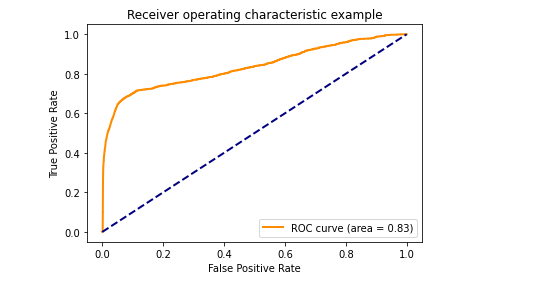 Receiver operating characteristic example
1.0
0.8
0.6
0.4
0.2
0.0
True Positive Rate
ROC curve (area = 0.83)
0.0 0.2 0.4 0.6 0.8 1.0
False Positive Rate